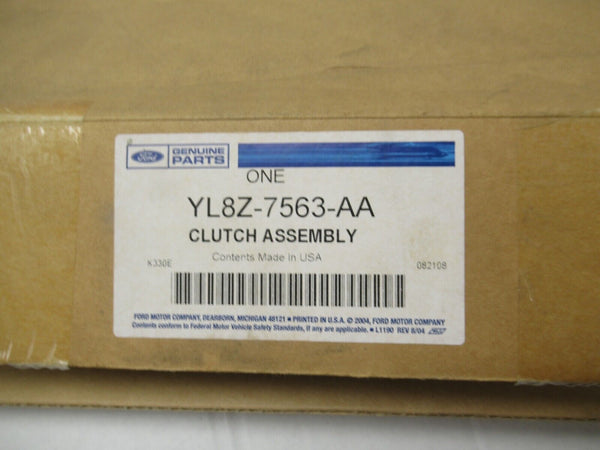 Ford GENUINE PARTS
ONE
YL8Z-7563-AA
CLUTCH ASSEMBLY
Contents Made in USA
K330E 082108
FORD MOTOR COMPANY, DEARBORN, MICHIGAN 48121 ■ PRINTED IN U.S.A. © 2004, FORD MOTOR COMPANY
Contents conform to Federal Motor Vehicle Safety Standards, if any are applicable. ■ L1190 REV 8/04